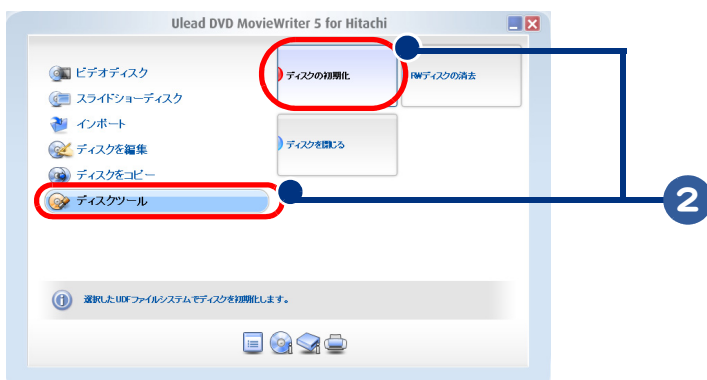 Ulead DVD MovieWriter 5 for Hitachi
ビデオディスク
スライドショーディスク
インポート
ディスクを編集
ディスクをコピー
ディスクツール
ディスクの初期化
RWディスクの消去
ディスクを閉じる
2
選択したUDFファイルシステムでディスクを初期化します。